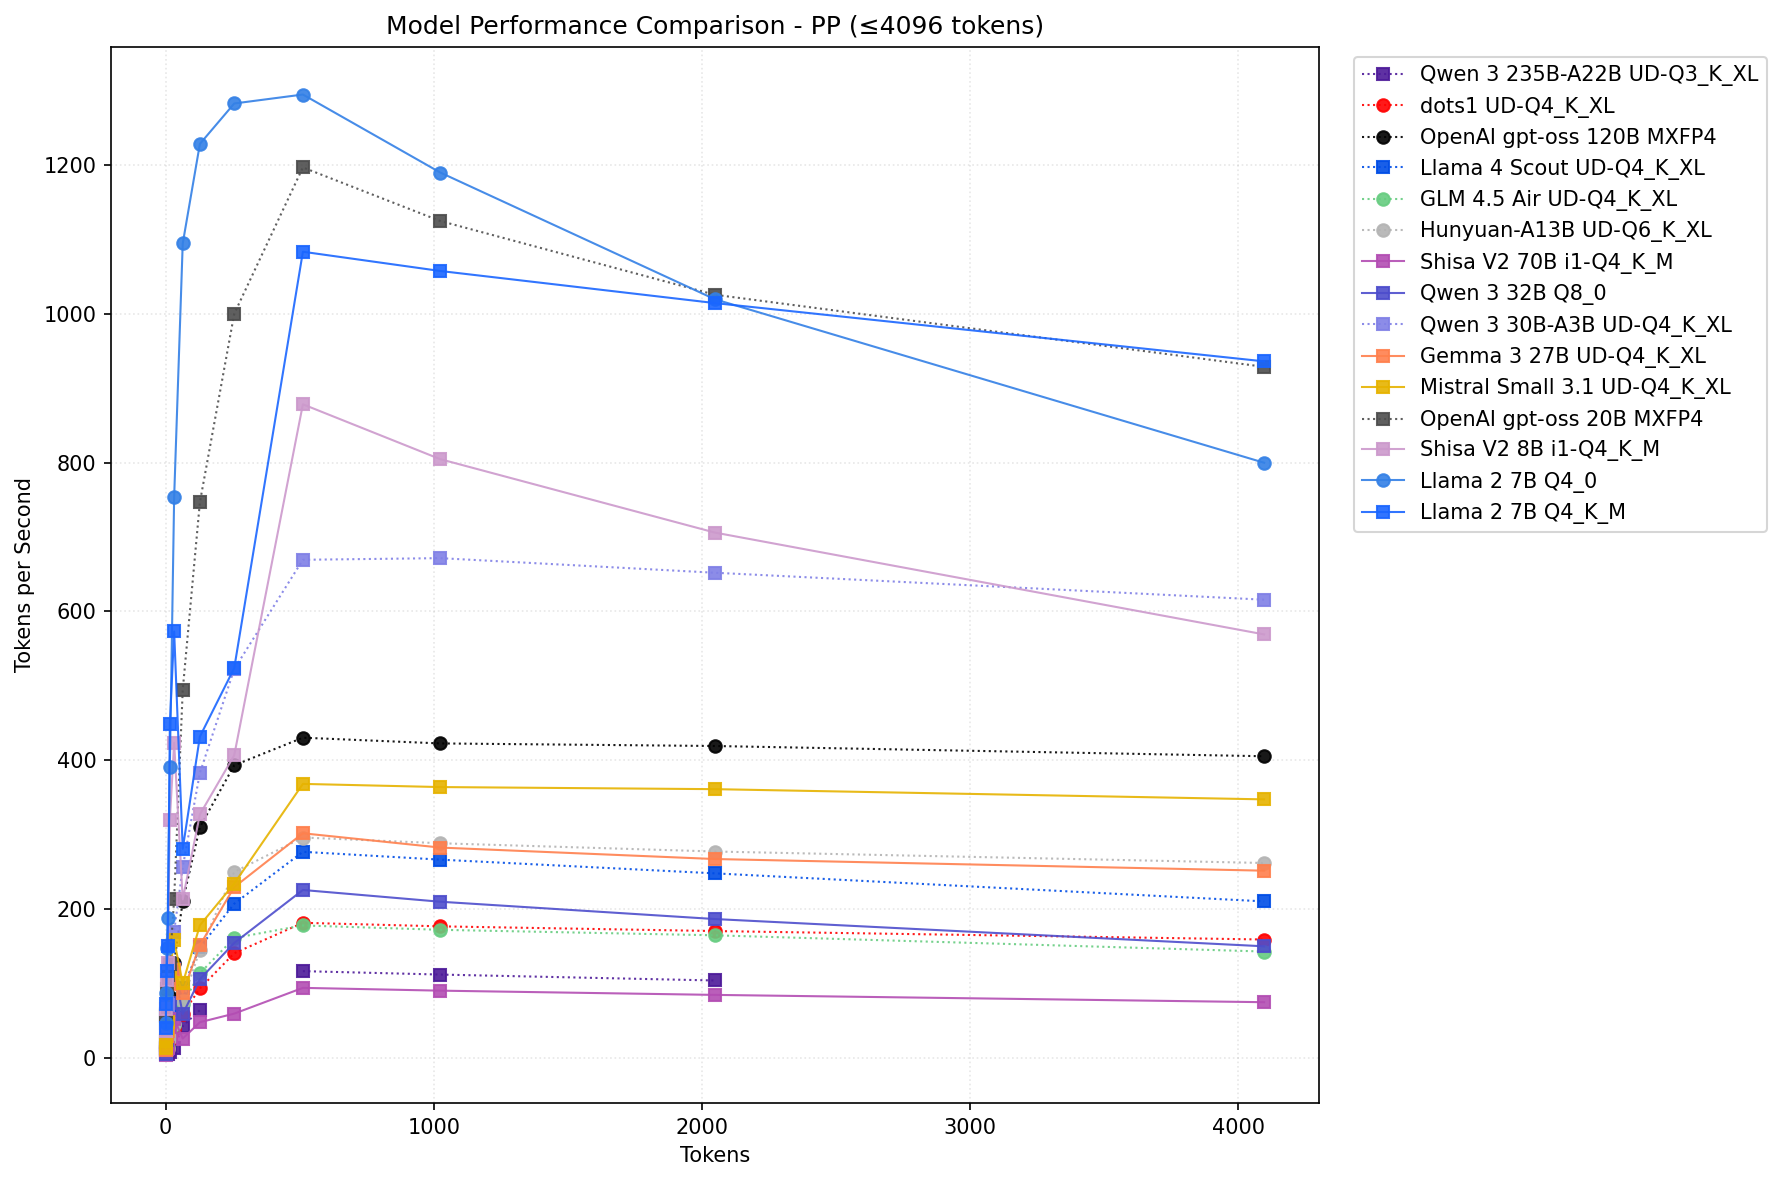 Model Performance Comparison - PP (≤4096 tokens)
Tokens per Second
1200
1000
800
600
400
200
0
0
1000
2000
3000
4000
Tokens
Qwen 3 235B-A22B UD-Q3_K_XL
dots1 UD-Q4_K_XL
OpenAI gpt-oss 120B MXFP4
Llama 4 Scout UD-Q4_K_XL
GLM 4.5 Air UD-Q4_K_XL
Hunyuan-A13B UD-Q6_K_XL
Shisa V2 70B i1-Q4_K_M
Qwen 3 32B Q8_0
Qwen 3 30B-A3B UD-Q4_K_XL
Gemma 3 27B UD-Q4_K_XL
Mistral Small 3.1 UD-Q4_K_XL
OpenAI gpt-oss 20B MXFP4
Shisa V2 8B i1-Q4_K_M
Llama 2 7B Q4_0
Llama 2 7B Q4_K_M